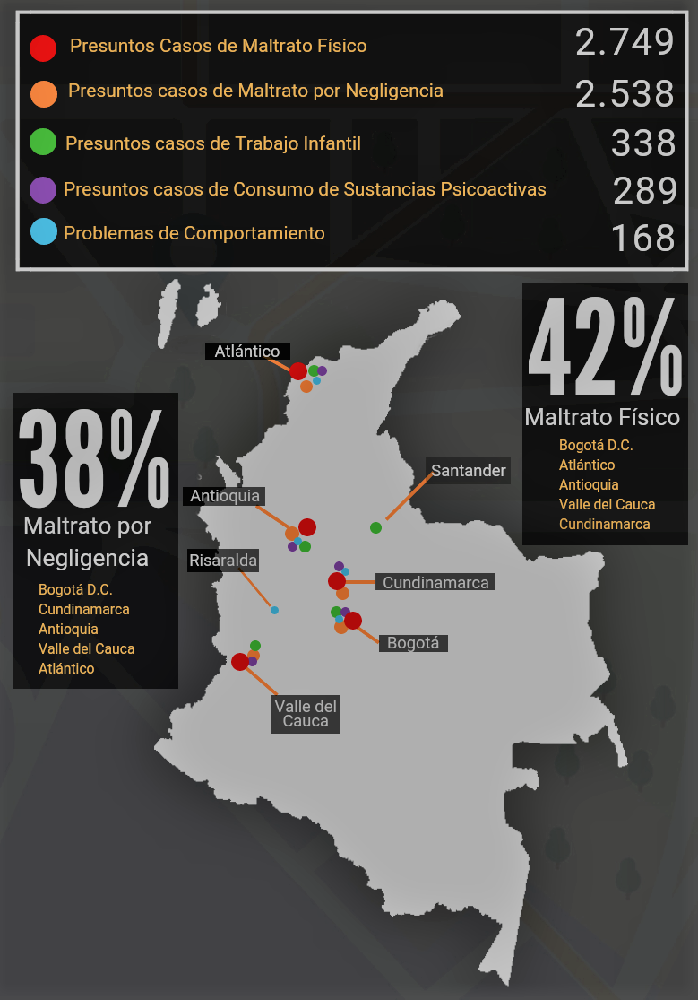 Presuntos Casos de Maltrato Físico 2.749
Presuntos casos de Maltrato por Negligencia 2.538
Presuntos casos de Trabajo Infantil 338
Presuntos casos de Consumo de Sustancias Psicoactivas 289
Problemas de Comportamiento 168
42%
Maltrato Físico
Bogotá D.C.
Atlántico
Antioquia
Valle del Cauca
Cundinamarca
38%
Maltrato por
Negligencia
Bogotá D.C.
Cundinamarca
Antioquia
Valle del Cauca
Atlántico
Atlántico
Santander
Antioquia
Risaralda
Cundinamarca
Bogotá
Valle del
Cauca